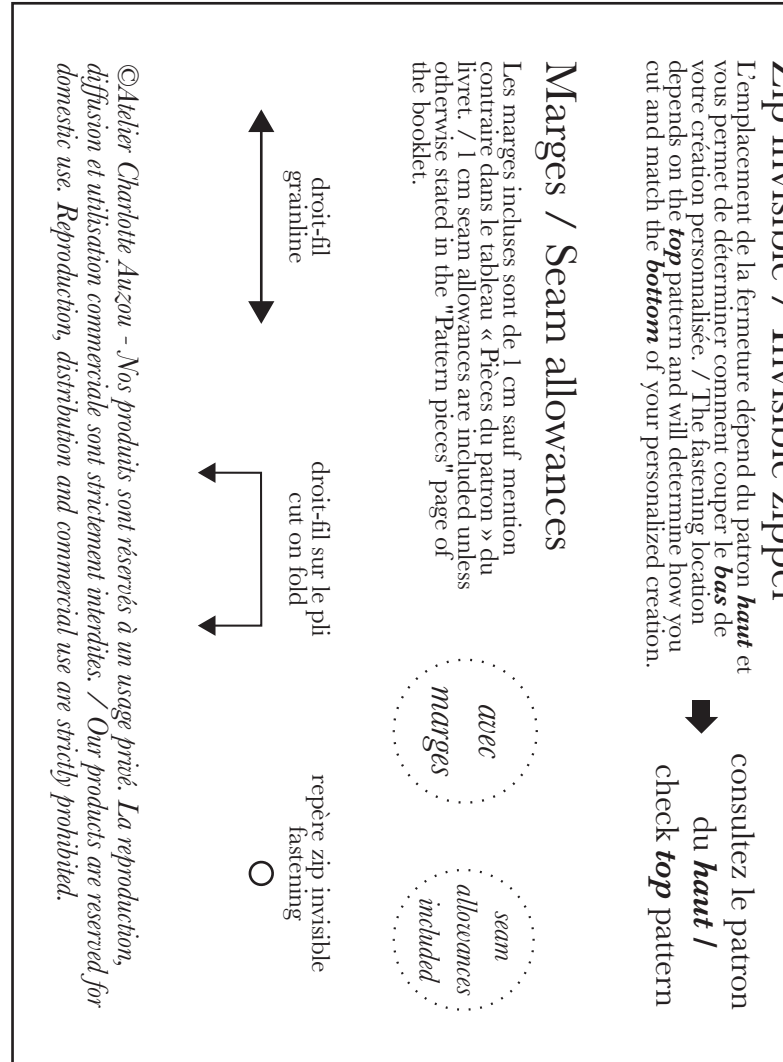 Zip invisible / Invisible zipper
L'emplacement de la fermeture dépend du patron haut et
vous permet de déterminer comment couper le bas de
votre création personnalisée. / The fastening location
depends on the top pattern and will determine how you
cut and match the bottom of your personalized creation.
consultez le patron
du haut /
check top pattern
Marges / Seam allowances
Les marges incluses sont de 1 cm sauf mention
contraire dans le tableau « Pièces du patron » du
livret. / 1 cm seam allowances are included unless
otherwise stated in the "Pattern pieces" page of
the booklet.
avec
marges
seam
allowances
included
droit-fil
grainline
droit-fil sur le pli
cut on fold
repère zip invisible
fastening
©Atelier Charlotte Auzou - Nos produits sont réservés à un usage privé. La reproduction,
diffusion et utilisation commerciale sont strictement interdites. / Our products are reserved for
domestic use. Reproduction, distribution and commercial use are strictly prohibited.